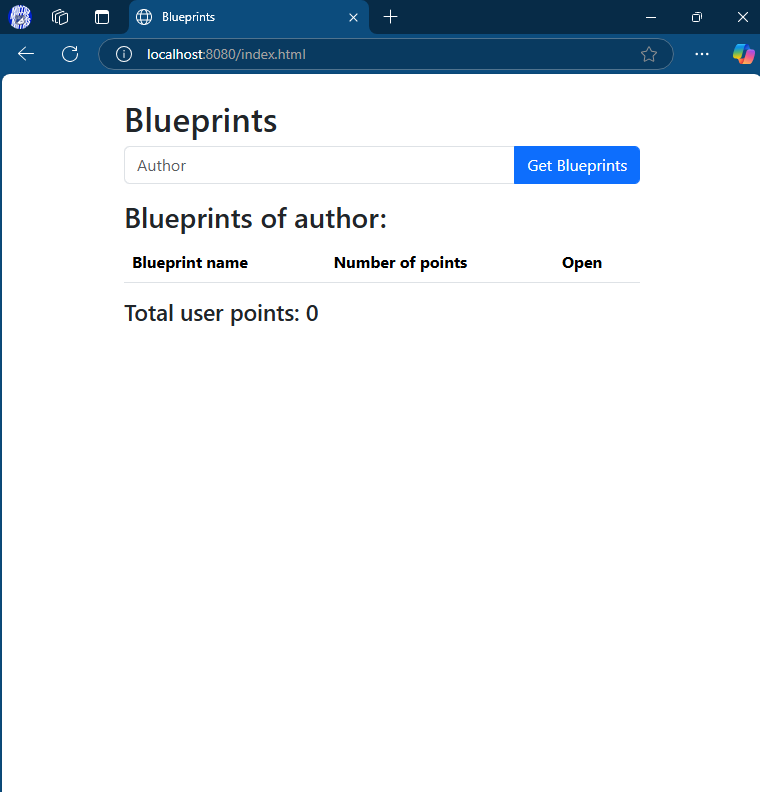 Blueprints
localhost:8080/index.html
Blueprints
Author Get Blueprints
Blueprints of author:
Blueprint name Number of points Open
Total user points: 0